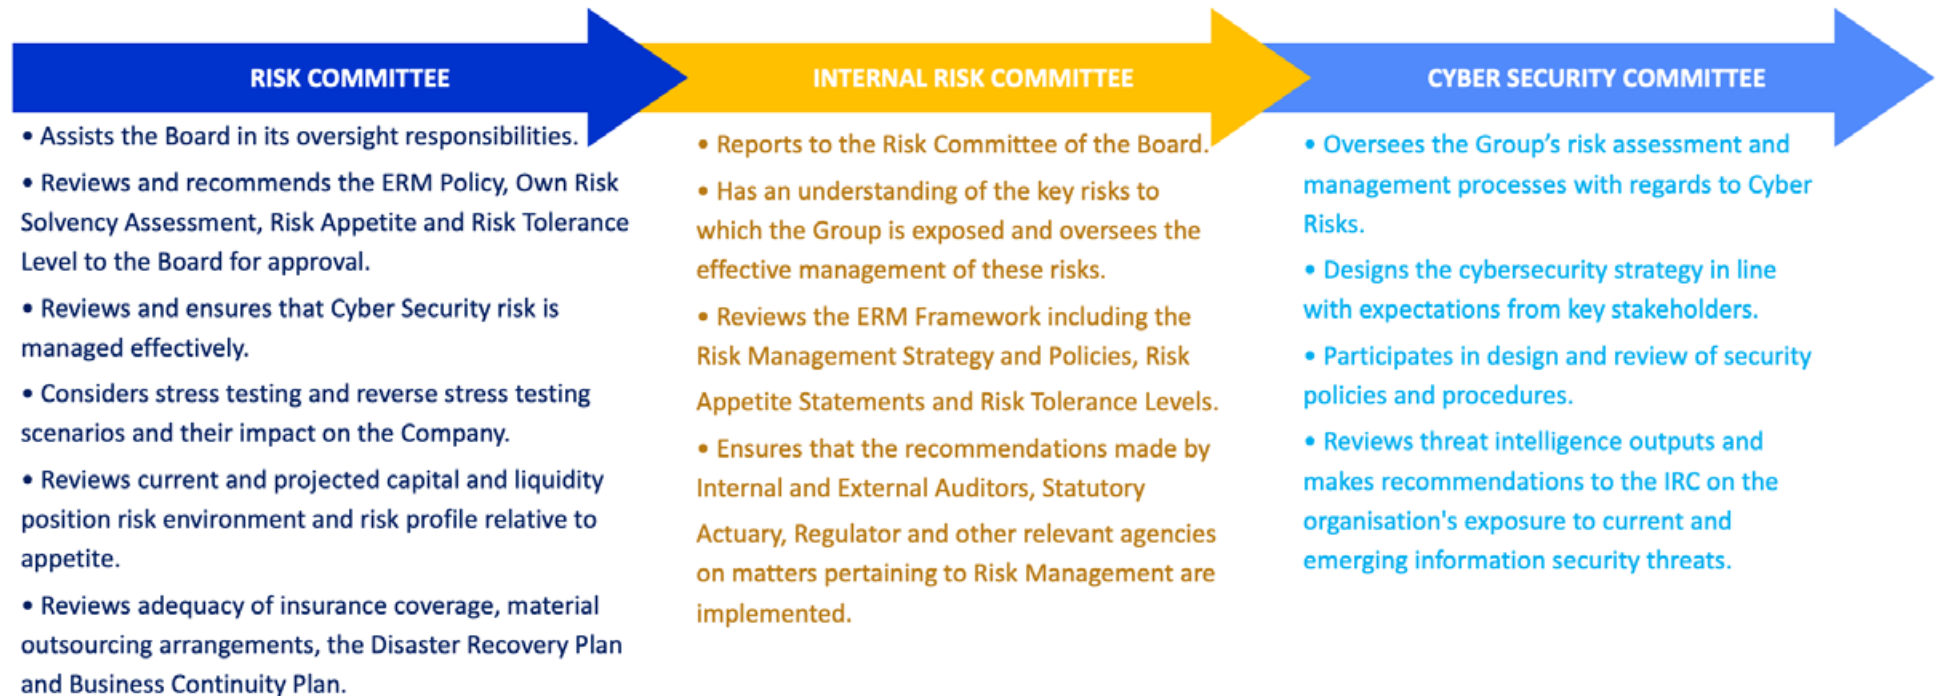 RISK COMMITTEE
• Assists the Board in its oversight responsibilities.
• Reviews and recommends the ERM Policy, Own Risk
Solvency Assessment, Risk Appetite and Risk Tolerance
Level to the Board for approval.
• Reviews and ensures that Cyber Security risk is
managed effectively.
• Considers stress testing and reverse stress testing
scenarios and their impact on the Company.
• Reviews current and projected capital and liquidity
position risk environment and risk profile relative to
appetite.
• Reviews adequacy of insurance coverage, material
outsourcing arrangements, the Disaster Recovery Plan
and Business Continuity Plan.
INTERNAL RISK COMMITTEE
• Reports to the Risk Committee of the Board.
• Has an understanding of the key risks to
which the Group is exposed and oversees the
effective management of these risks.
• Reviews the ERM Framework including the
Risk Management Strategy and Policies, Risk
Appetite Statements and Risk Tolerance Levels.
• Ensures that the recommendations made by
Internal and External Auditors, Statutory
Actuary, Regulator and other relevant agencies
on matters pertaining to Risk Management are
implemented.
CYBER SECURITY COMMITTEE
• Oversees the Group’s risk assessment and
management processes with regards to Cyber
Risks.
• Designs the cybersecurity strategy in line
with expectations from key stakeholders.
• Participates in design and review of security
policies and procedures.
• Reviews threat intelligence outputs and
makes recommendations to the IRC on the
organisation's exposure to current and
emerging information security threats.